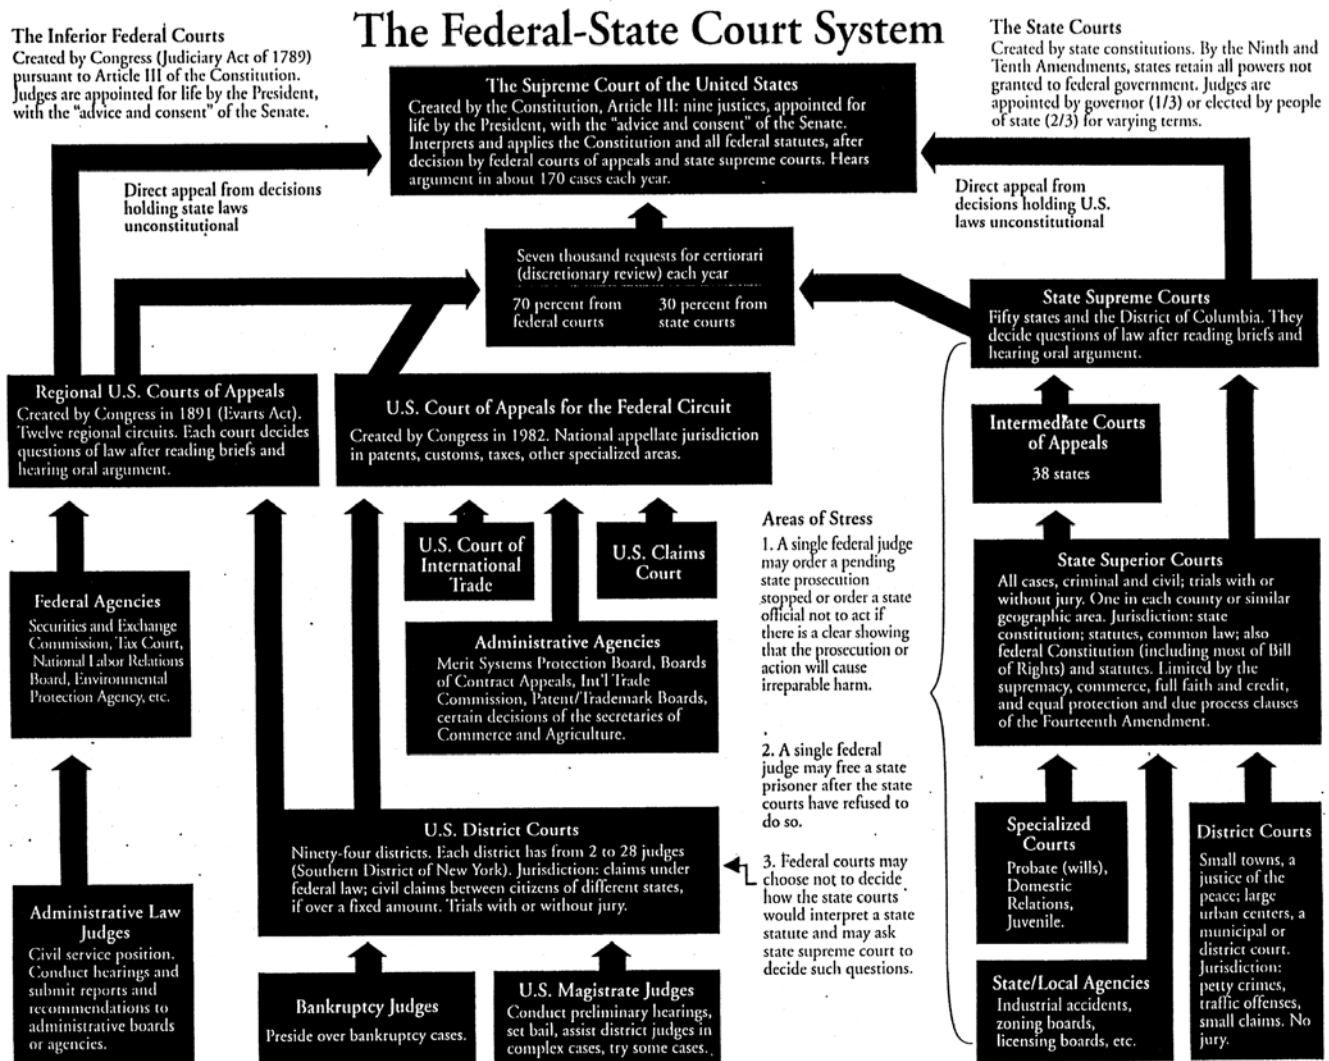 The Federal-State Court System
The Inferior Federal Courts
Created by Congress (Judiciary Act of 1789)
pursuant to Article III of the Constitution.
Judges are appointed for life by the President,
with the “advice and consent” of the Senate.
The Supreme Court of the United States
Created by the Constitution, Article III: nine justices, appointed for
life by the President, with the “advice and consent” of the Senate.
Interprets and applies the Constitution and all federal statutes, after
decision by federal courts of appeals and state supreme courts. Hears
argument in about 170 cases each year.
The State Courts
Created by state constitutions. By the Ninth and
Tenth Amendments, states retain all powers not
granted to federal government. Judges are
appointed by governor (1/3) or elected by people
of state (2/3) for varying terms.
Direct appeal from decisions
holding state laws
unconstitutional
Direct appeal from
decisions holding U.S.
laws unconstitutional
Seven thousand requests for certiorari
(discretionary review) each year
70 percent from
federal courts
30 percent from
state courts
State Supreme Courts
Fifty states and the District of Columbia. They
decide questions of law after reading briefs and
hearing oral argument.
Regional U.S. Courts of Appeals
Created by Congress in 1891 (Evarts Act).
Twelve regional circuits. Each court decides
questions of law after reading briefs and
hearing oral argument.
U.S. Court of Appeals for the Federal Circuit
Created by Congress in 1982. National appellate jurisdiction
in patents, customs, taxes, other specialized areas.
Intermediate Courts
of Appeals
38 states
U.S. Court of
International
Trade
U.S. Claims
Court
Areas of Stress
1. A single federal judge
may order a pending
state prosecution
stopped or order a state
official not to act if
there is a clear showing
that the prosecution or
action will cause
irreparable harm.
2. A single federal
judge may free a state
prisoner after the state
courts have refused to
do so.
3. Federal courts may
choose not to decide
how the state courts
would interpret a state
statute and may ask
state supreme court to
decide such questions.
State Superior Courts
All cases, criminal and civil; trials with or
without jury. One in each county or similar
geographic area. Jurisdiction: state
constitution; statutes, common law; also
federal Constitution (including most of Bill
of Rights) and statutes. Limited by the
supremacy, commerce, full faith and credit,
and equal protection and due process clauses
of the Fourteenth Amendment.
Federal Agencies
Securities and Exchange
Commission, Tax Court,
National Labor Relations
Board, Environmental
Protection Agency, etc.
Administrative Agencies
Merit Systems Protection Board, Boards
of Contract Appeals, Int'l Trade
Commission, Patent/Trademark Boards,
certain decisions of the secretaries of
Commerce and Agriculture.
U.S. District Courts
Ninety-four districts. Each district has from 2 to 28 judges
(Southern District of New York). Jurisdiction: claims under
federal law; civil claims between citizens of different states,
if over a fixed amount. Trials with or without jury.
Specialized
Courts
Probate (wills),
Domestic
Relations,
Juvenile.
District Courts
Small towns, a
justice of the
peace; large
urban centers, a
municipal or
district court.
Jurisdiction:
petty crimes,
traffic offenses,
small claims. No
jury.
Administrative Law
Judges
Civil service position.
Conduct hearings and
submit reports and
recommendations to
administrative boards
or agencies.
Bankruptcy Judges
Preside over bankruptcy cases.
U.S. Magistrate Judges
Conduct preliminary hearings,
set bail, assist district judges in
complex cases, try some cases.
State/Local Agencies
Industrial accidents,
zoning boards,
licensing boards, etc.